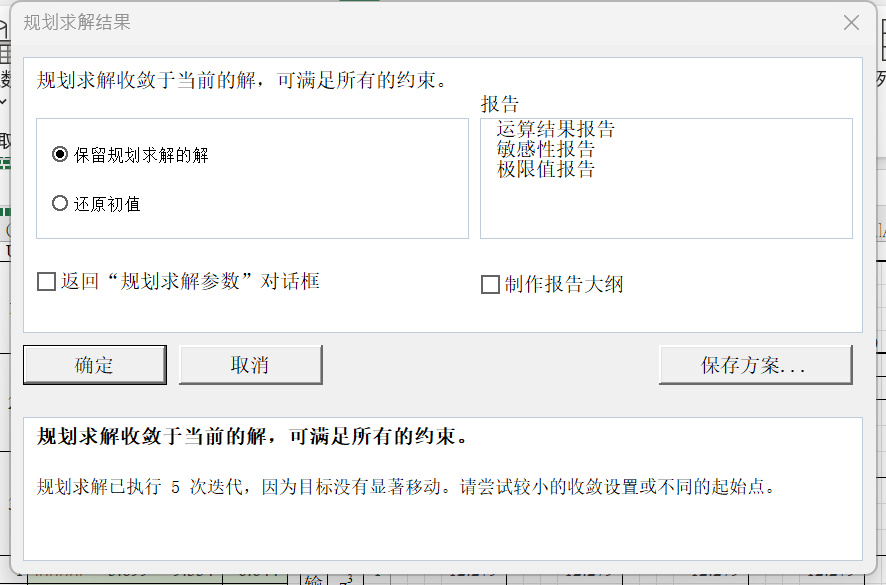 规划求解结果
规划求解收敛于当前的解，可满足所有的约束。
报告
保留规划求解的解
还原初值
运算结果报告
敏感性报告
极限值报告
返回“规划求解参数”对话框
制作报告大纲
确定
取消
保存方案...
规划求解收敛于当前的解，可满足所有的约束。
规划求解已执行 5 次迭代，因为目标没有显著移动。请尝试较小的收敛设置或不同的起始点。